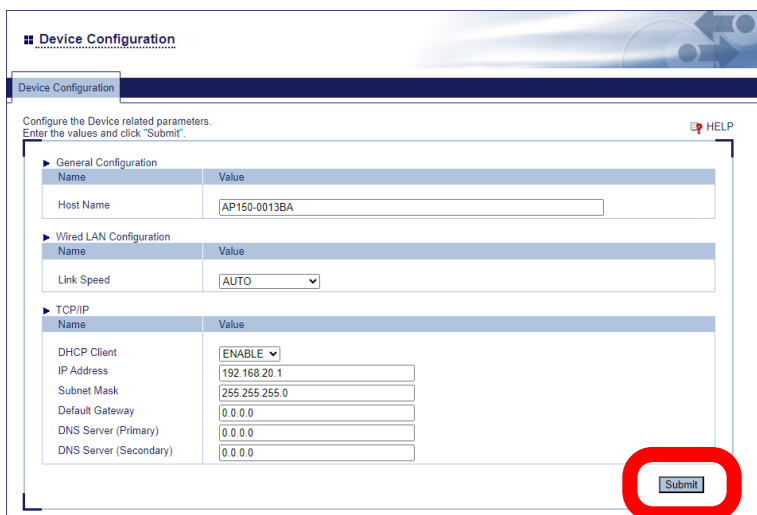 Device Configuration
Device Configuration
Configure the Device related parameters.
Enter the values and click "Submit".
HELP
General Configuration
Name Value
Host Name AP150-0013BA
Wired LAN Configuration
Name Value
Link Speed AUTO
TCP/IP
Name Value
DHCP Client ENABLE
IP Address 192.168.20.1
Subnet Mask 255.255.255.0
Default Gateway 0.0.0.0
DNS Server (Primary) 0.0.0.0
DNS Server (Secondary) 0.0.0.0
Submit